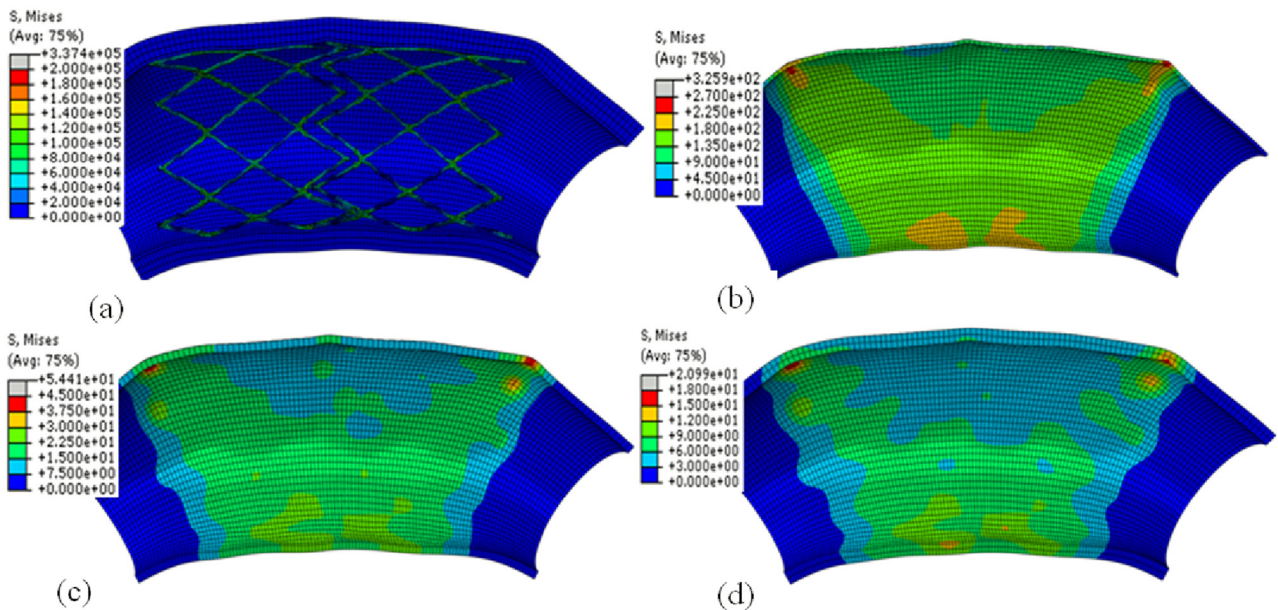 S, Mises
(Avg: 75%)
+3.374e+05
+2.000e+05
+1.800e+05
+1.600e+05
+1.400e+05
+1.200e+05
+1.000e+05
+8.000e+04
+6.000e+04
+4.000e+04
+2.000e+04
+0.000e+00
(a)
S, Mises
(Avg: 75%)
+3.259e+02
+2.700e+02
+2.250e+02
+1.800e+02
+1.350e+02
+9.000e+01
+4.500e+01
+0.000e+00
(b)
S, Mises
(Avg: 75%)
+5.441e+01
+4.500e+01
+3.750e+01
+3.000e+01
+2.250e+01
+1.500e+01
+7.500e+00
+0.000e+00
(c)
S, Mises
(Avg: 75%)
+2.099e+01
+1.800e+01
+1.500e+01
+1.200e+01
+9.000e+00
+6.000e+00
+3.000e+00
+0.000e+00
(d)